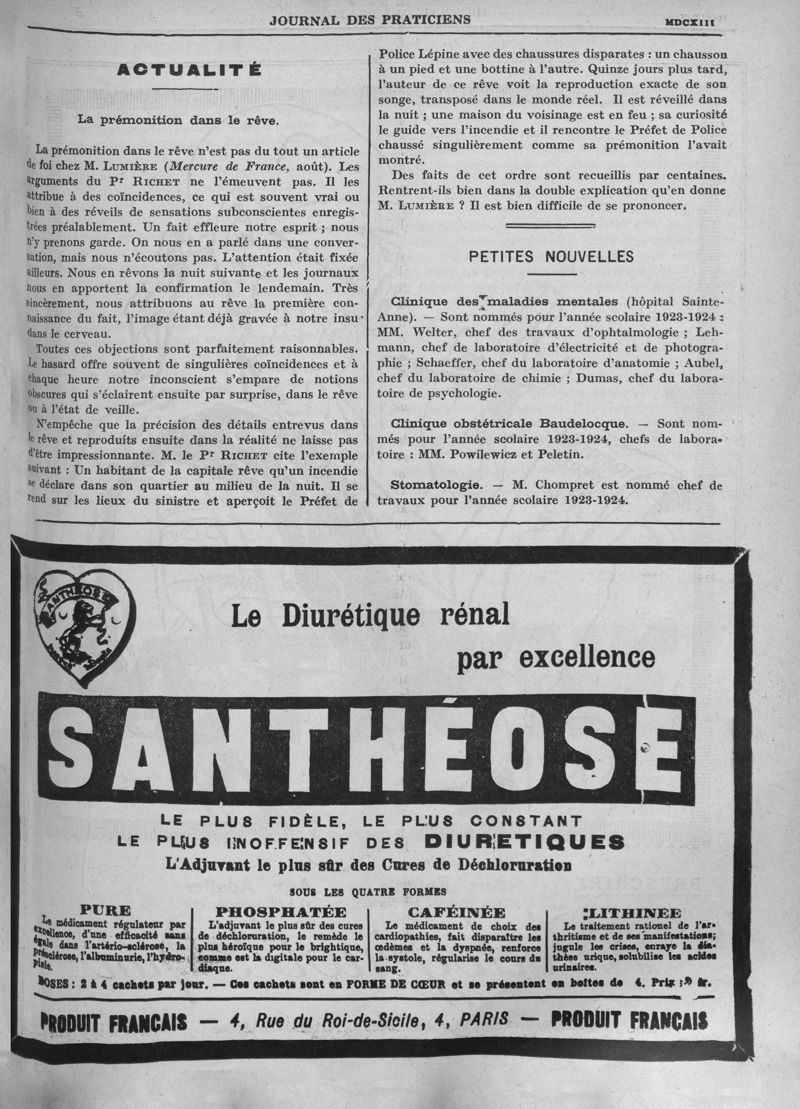 JOURNAL DES PRATICIENS
MDCXIII
ACTUALITÉ
La prémonition dans le rêve.
La prémonition dans le rêve n'est pas du tout un article
de foi chez M. LUMIÈRE (Mercure de France, août). Les
arguments du Pr RICHET ne l'émeuvent pas. Il les
attribue à des coïncidences, ce qui est souvent vrai ou
bien à des réveils de sensations subconscientes enregis-
trées préalablement. Un fait effleure notre esprit ; nous
n'y prenons garde. On nous en a parlé dans une conver-
sation, mais nous n'écoutons pas. L'attention était fixée
ailleurs. Nous en rêvons la nuit suivante et les journaux
nous en apportent la confirmation le lendemain. Très
sincèrement, nous attribuons au rêve la première con-
naissance du fait, l'image étant déjà gravée à notre insu
dans le cerveau.
Toutes ces objections sont parfaitement raisonnables.
Le hasard offre souvent de singulières coïncidences et à
chaque heure notre inconscient s'empare de notions
obscures qui s'éclairent ensuite par surprise, dans le rêve
ou à l'état de veille.
N'empêche que la précision des détails entrevus dans
le rêve et reproduits ensuite dans la réalité ne laisse pas
d'être impressionnante. M. le Pr RICHET cite l'exemple
suivant : Un habitant de la capitale rêve qu'un incendie
se déclare dans son quartier au milieu de la nuit. Il se
rend sur les lieux du sinistre et aperçoit le Préfet de
Police Lépine avec des chaussures disparates : un chausson
à un pied et une bottine à l'autre. Quinze jours plus tard,
l'auteur de ce rêve voit la reproduction exacte de son
songe, transposé dans le monde réel. Il est réveillé dans
la nuit ; une maison du voisinage est en feu ; sa curiosité
le guide vers l'incendie et il rencontre le Préfet de Police
chaussé singulièrement comme sa prémonition l'avait
montré.
Des faits de cet ordre sont recueillis par centaines.
Rentrent-ils bien dans la double explication qu'en donne
M. LUMIÈRE ? Il est bien difficile de se prononcer.
PETITES NOUVELLES
Clinique des maladies mentales (hôpital Sainte-
Anne). — Sont nommés pour l'année scolaire 1923-1924 :
MM. Welter, chef des travaux d'ophtalmologie ; Leh-
mann, chef de laboratoire d'électricité et de photogra-
phie ; Schaeffer, chef du laboratoire d'anatomie ; Aubel,
chef du laboratoire de chimie ; Dumas, chef du labora-
toire de psychologie.
Clinique obstétricale Baudelocque. — Sont nom-
més pour l'année scolaire 1923-1924, chefs de labora-
toire : MM. Powilewicz et Peletin.
Stomatologie. — M. Chompret est nommé chef de
travaux pour l'année scolaire 1923-1924.
SANTHÉOSE
Le Diurétique rénal
par excellence
SANTHÉOSE
LE PLUS FIDÈLE, LE PLUS CONSTANT
LE PLUS INOFFENSIF DES DIURETIQUES
L'Adjuvant le plus sûr des Cures de Déchloruration
SOUS LES QUATRE FORMES
PURE
Le médicament régulateur par
excellence, d'une efficacité sans
égale dans l'artério-sclérose, la
présclérose, l'albuminurie, l'hydro-
pisie.
PHOSPHATÉE
L'adjuvant le plus sûr des cures
de déchloruration, le remède le
plus héroïque pour le brightique,
comme est la digitale pour le car-
diaque.
CAFÉINÉE
Le médicament de choix des
cardiopathies, fait disparaître les
œdèmes et la dyspnée, renforce
la systole, régularise le cours du
sang.
LITHINEE
Le traitement rationel de l'ar-
thritisme et de ses manifestations;
jugule les crises, enraye la dia-
thèse urique, solubilise les acides
urinaires.
DOSES : 2 à 4 cachets par jour. — Ces cachets sont en FORME DE CŒUR et se présentent en boîtes de 4. Prix : fr.
PRODUIT FRANCAIS — 4, Rue du Roi-de-Sicile, 4, PARIS — PRODUIT FRANCAIS